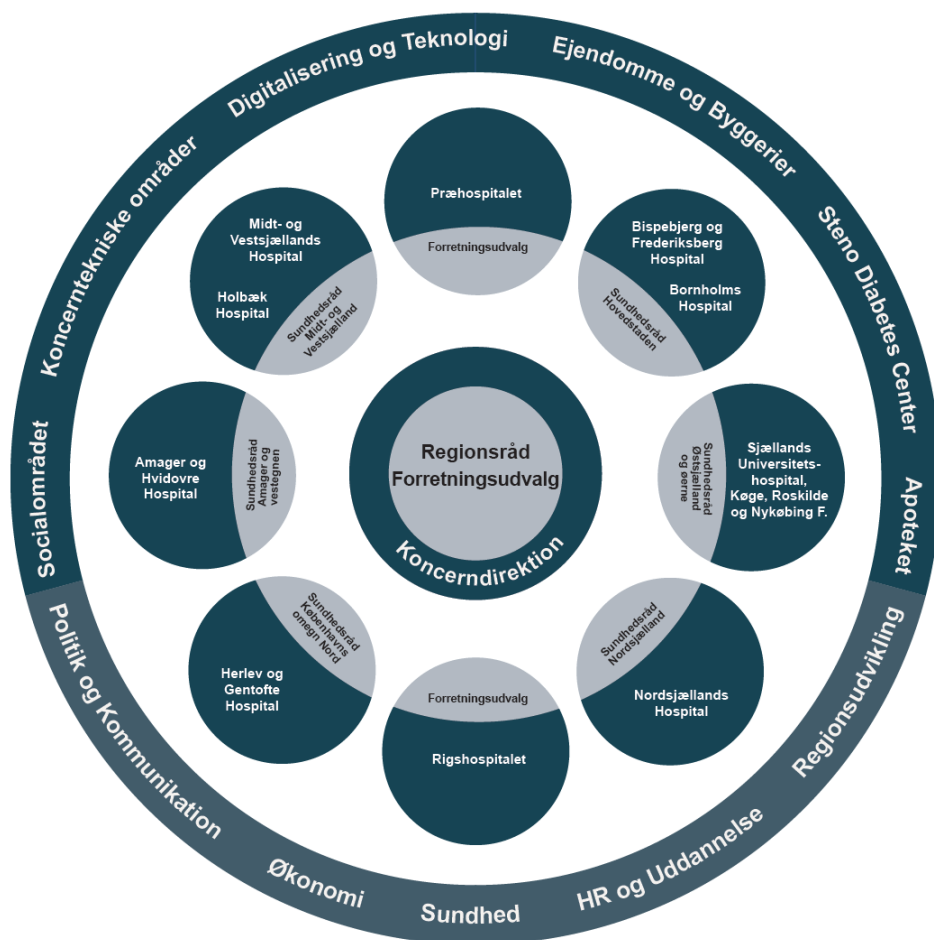 Digitalisering og Teknologi
Ejendomme og Byggerier
Steno Diabetes Center
Apoteket
Regionsudvikling
HR og Uddannelse
Sundhed
Økonomi
Politik og Kommunikation
Socialområdet
Koncerntekniske områder
Præhospitalet
Forretningsudvalg
Bispebjerg og
Frederiksberg
Hospital
Bornholms
Hospital
Sundhedsråd
Hovedstaden
Sjællands
Universitets-
hospital,
Køge, Roskilde
og Nykøbing F.
Sundhedsråd
Østsjælland
og øerne
Sundhedsråd
Nordsjælland
Nordsjællands
Hospital
Forretningsudvalg
Rigshospitalet
Sundhedsråd
Københavns
omegn Nord
Herlev og
Gentofte
Hospital
Amager og
Hvidovre
Hospital
Sundhedsråd
Amager og
vestegnen
Midt- og
Vestsjællands
Hospital
Holbæk
Hospital
Sundhedsråd
Midt- og
Vestsjælland
Regionsråd
Forretningsudvalg
Koncerndirektion